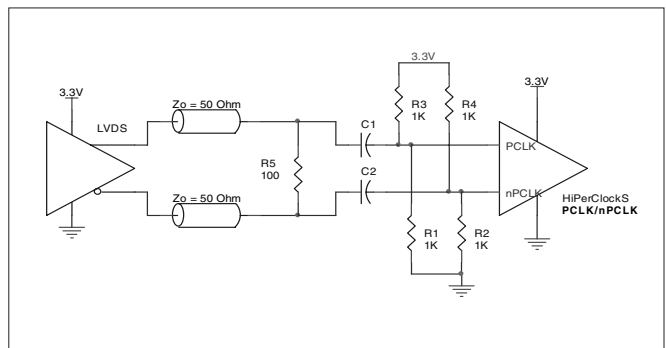 3.3V
3.3V
3.3V
Zo = 50 Ohm
LVDS
R3
1K
R4
1K
C1
PCLK
R5
100
C2
nPCLK
Zo = 50 Ohm
HiPerClockS
PCLK/nPCLK
R1
1K
R2
1K